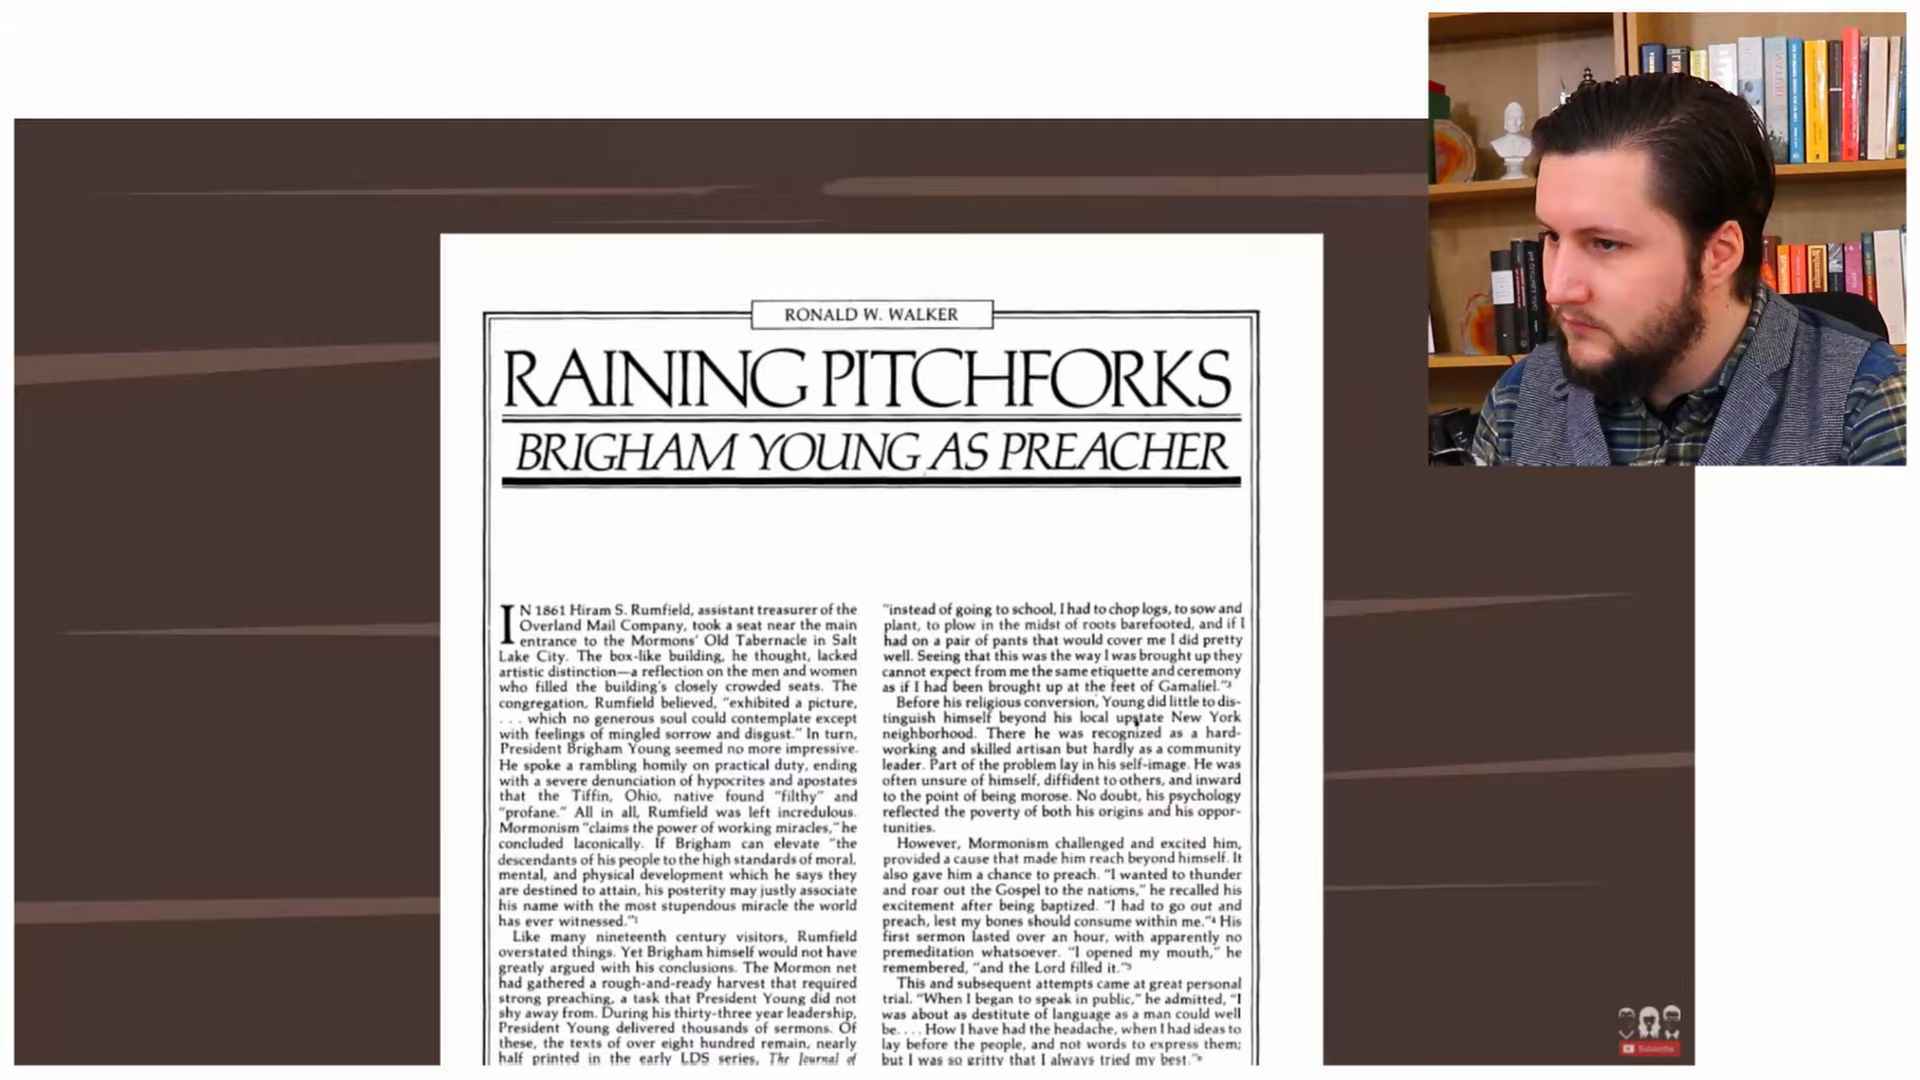 RONALD W. WALKER
RAINING PITCHFORKS
BRIGHAM YOUNG AS PREACHER
IN 1861 Hiram S. Rumfield, assistant treasurer of the
Overland Mail Company, took a seat near the main
entrance to the Mormons' Old Tabernacle in Salt
Lake City. The box-like building, he thought, lacked
artistic distinction—a reflection on the men and women
who filled the building's closely crowded seats. The
congregation, Rumfield believed, "exhibited a picture,
. . . which no generous soul could contemplate except
with feelings of mingled sorrow and disgust." In turn,
President Brigham Young seemed no more impressive.
He spoke a rambling homily on practical duty, ending
with a severe denunciation of hypocrites and apostates
that the Tiffin, Ohio, native found "filthy" and
"profane." All in all, Rumfield was left incredulous.
Mormonism "claims the power of working miracles," he
concluded laconically. If Brigham can elevate "the
descendants of his people to the high standards of moral,
mental, and physical development which he says they
are destined to attain, his posterity may justly associate
his name with the most stupendous miracle the world
has ever witnessed."¹
Like many nineteenth century visitors, Rumfield
overstated things. Yet Brigham himself would not have
greatly argued with his conclusions. The Mormon net
had gathered a rough-and-ready harvest that required
strong preaching, a task that President Young did not
shy away from. During his thirty-three year leadership,
President Young delivered thousands of sermons. Of
these, the texts of over eight hundred remain, nearly
half printed in the early LDS series, The Journal of
"instead of going to school, I had to chop logs, to sow and
plant, to plow in the midst of roots barefooted, and if I
had on a pair of pants that would cover me I did pretty
well. Seeing that this was the way I was brought up they
cannot expect from me the same etiquette and ceremony
as if I had been brought up at the feet of Gamaliel."³
Before his religious conversion, Young did little to dis-
tinguish himself beyond his local upstate New York
neighborhood. There he was recognized as a hard-
working and skilled artisan but hardly as a community
leader. Part of the problem lay in his self-image. He was
often unsure of himself, diffident to others, and inward
to the point of being morose. No doubt, his psychology
reflected the poverty of both his origins and his oppor-
tunities.
However, Mormonism challenged and excited him,
provided a cause that made him reach beyond himself. It
also gave him a chance to preach. "I wanted to thunder
and roar out the Gospel to the nations," he recalled his
excitement after being baptized. "I had to go out and
preach, lest my bones should consume within me."⁴ His
first sermon lasted over an hour, with apparently no
premeditation whatsoever. "I opened my mouth," he
remembered, "and the Lord filled it."⁵
This and subsequent attempts came at great personal
trial. "When I began to speak in public," he admitted, "I
was about as destitute of language as a man could well
be. . . . How I have had the headache, when I had ideas to
lay before the people, and not words to express them;
but I was so gritty that I always tried my best."⁶
Subscribe